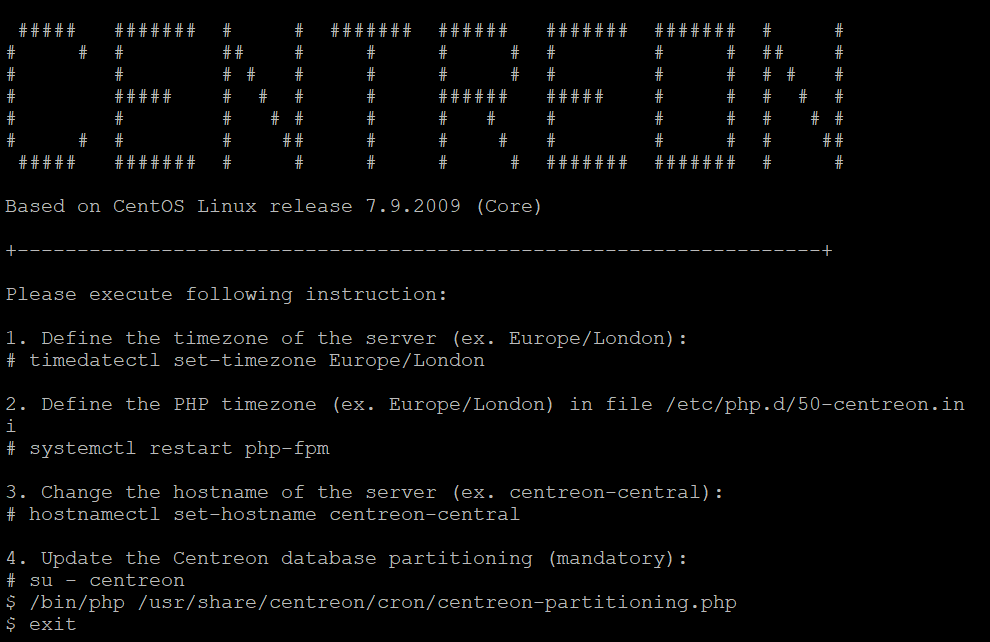 CENTREON
Based on CentOS Linux release 7.9.2009 (Core)
+-------------------------------------------------------------------+
Please execute following instruction:
1. Define the timezone of the server (ex. Europe/London):
# timedatectl set-timezone Europe/London
2. Define the PHP timezone (ex. Europe/London) in file /etc/php.d/50-centreon.in
i
# systemctl restart php-fpm
3. Change the hostname of the server (ex. centreon-central):
# hostnamectl set-hostname centreon-central
4. Update the Centreon database partitioning (mandatory):
# su - centreon
$ /bin/php /usr/share/centreon/cron/centreon-partitioning.php
$ exit